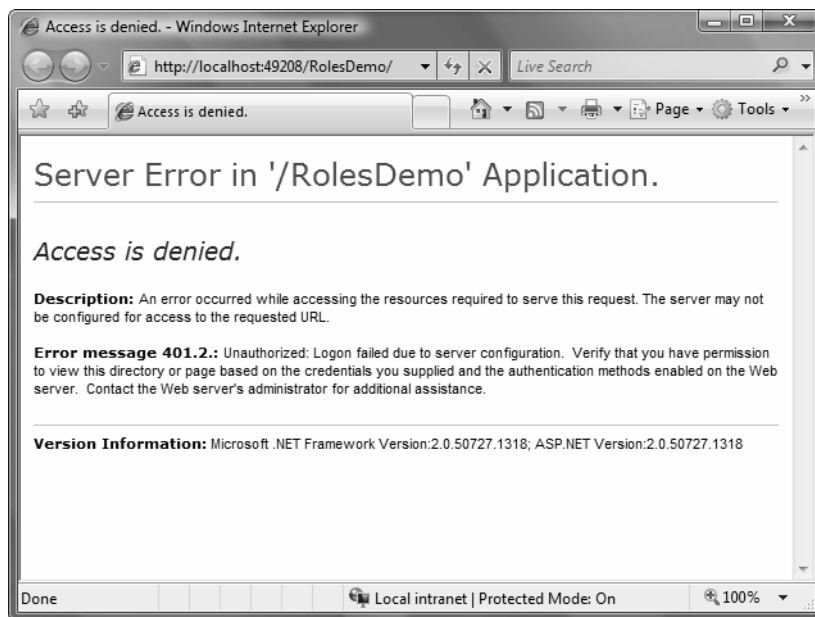 Access is denied. - Windows Internet Explorer
http://localhost:49208/RolesDemo/
Live Search
Access is denied.
Page
Tools
Server Error in '/RolesDemo' Application.
Access is denied.
Description: An error occurred while accessing the resources required to serve this request. The server may not
be configured for access to the requested URL.
Error message 401.2.: Unauthorized: Logon failed due to server configuration.  Verify that you have permission
to view this directory or page based on the credentials you supplied and the authentication methods enabled on the Web
server.  Contact the Web server's administrator for additional assistance.
Version Information: Microsoft .NET Framework Version:2.0.50727.1318; ASP.NET Version:2.0.50727.1318
Done
Local intranet | Protected Mode: On
100%